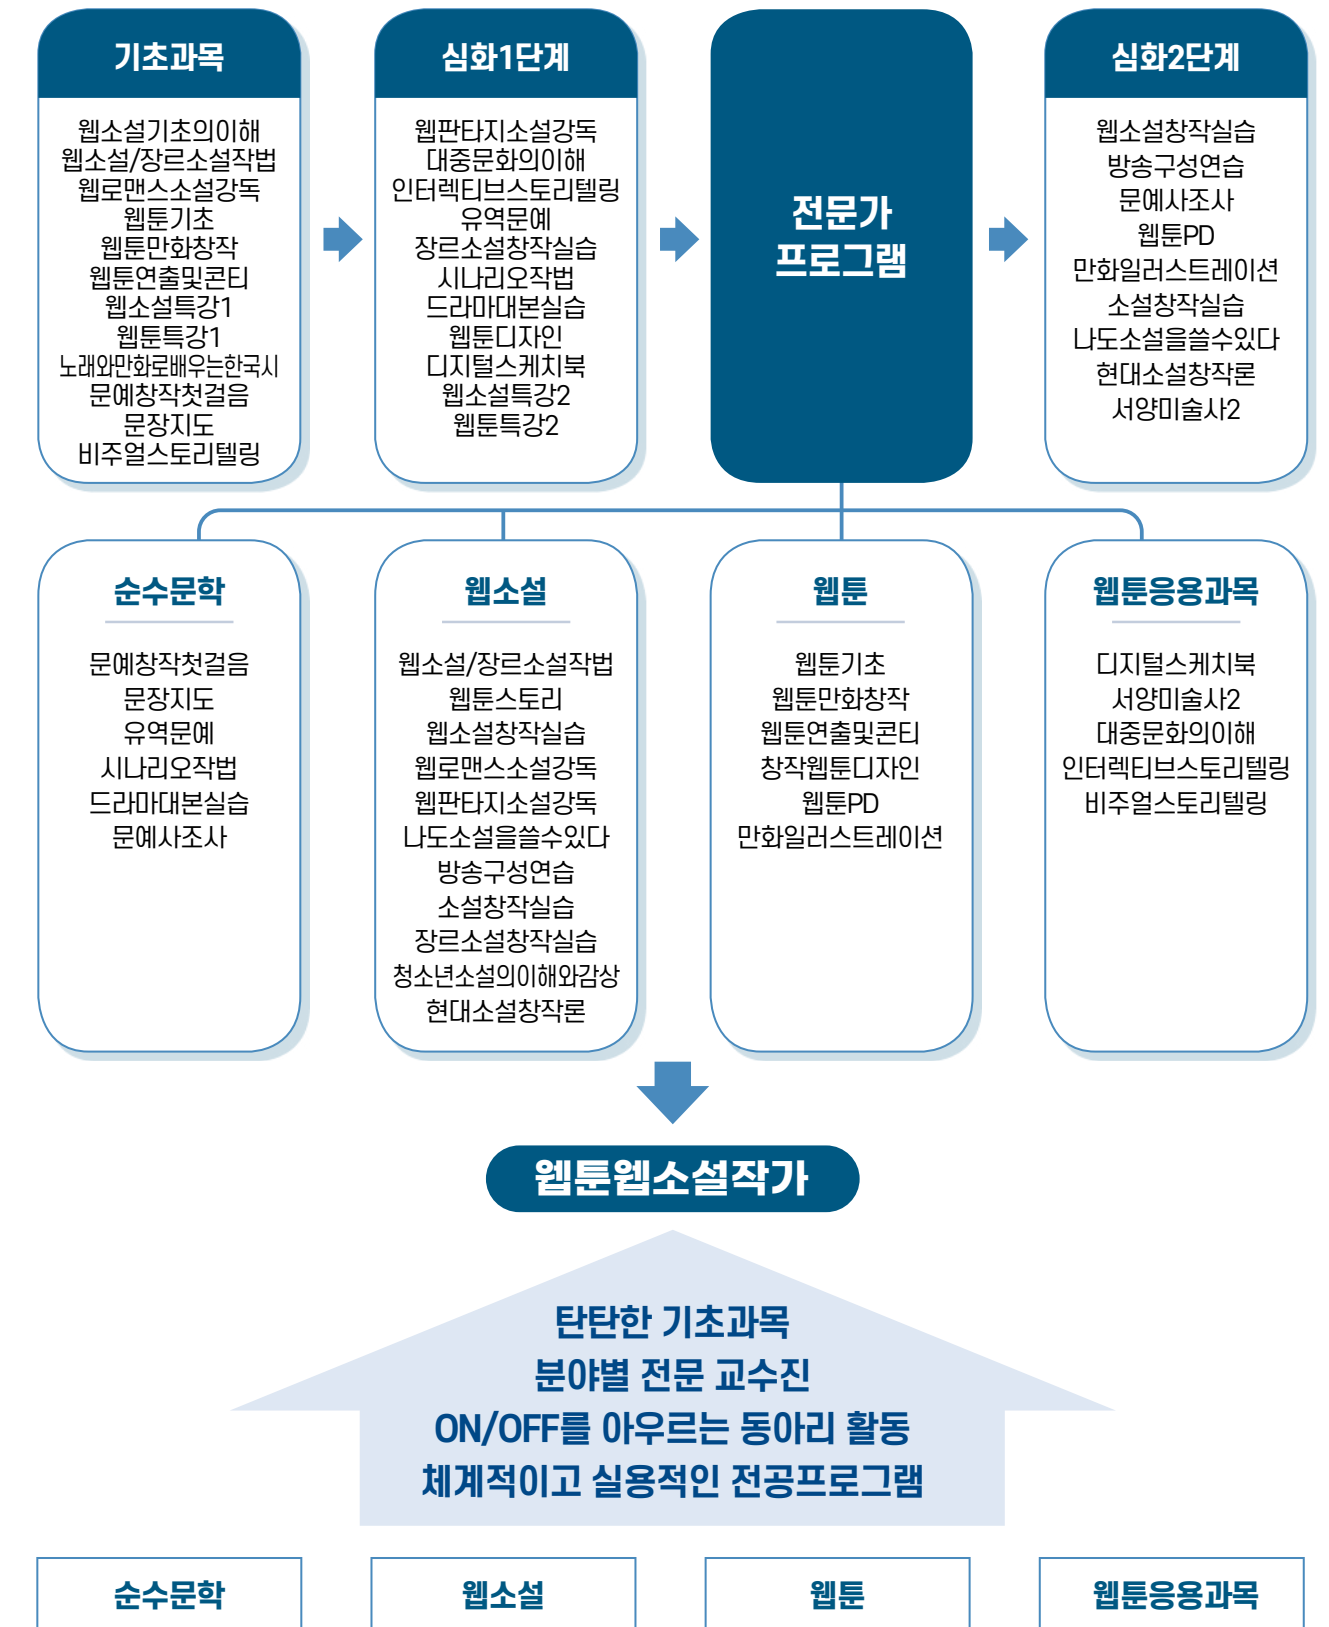 기초과목
웹소설기초의이해
웹소설/장르소설작법
웹로맨스소설강독
웹툰기초
웹툰만화창작
웹툰연출및콘티
웹소설특강1
웹툰특강1
노래와만화로배우는한국시
문예창작첫걸음
문장지도
비주얼스토리텔링
심화1단계
웹판타지소설강독
대중문화의이해
인터렉티브스토리텔링
유역문예
장르소설창작실습
시나리오작법
드라마대본실습
웹툰디자인
디지털스케치북
웹소설특강2
웹툰특강2
전문가
프로그램
심화2단계
웹소설창작실습
방송구성연습
문예사조사
웹툰PD
만화일러스트레이션
소설창작실습
나도소설을쓸수있다
현대소설창작론
서양미술사2
순수문학
문예창작첫걸음
문장지도
유역문예
시나리오작법
드라마대본실습
문예사조사
웹소설
웹소설/장르소설작법
웹툰스토리
웹소설창작실습
웹로맨스소설강독
웹판타지소설강독
나도소설을쓸수있다
방송구성연습
소설창작실습
장르소설창작실습
청소년소설의이해와감상
현대소설창작론
웹툰
웹툰기초
웹툰만화창작
웹툰연출및콘티
창작웹툰디자인
웹툰PD
만화일러스트레이션
웹툰응용과목
디지털스케치북
서양미술사2
대중문화의이해
인터렉티브스토리텔링
비주얼스토리텔링
웹툰웹소설작가
탄탄한 기초과목
분야별 전문 교수진
ON/OFF를 아우르는 동아리 활동
체계적이고 실용적인 전공프로그램
순수문학
웹소설
웹툰
웹툰응용과목